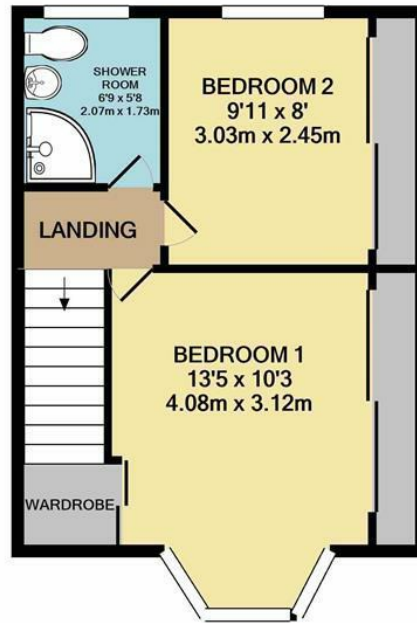 SHOWER
ROOM
6'9 x 5'8
2.07m x 1.73m
BEDROOM 2
9'11 x 8'
3.03m x 2.45m
LANDING
BEDROOM 1
13'5 x 10'3
4.08m x 3.12m
WARDROBE